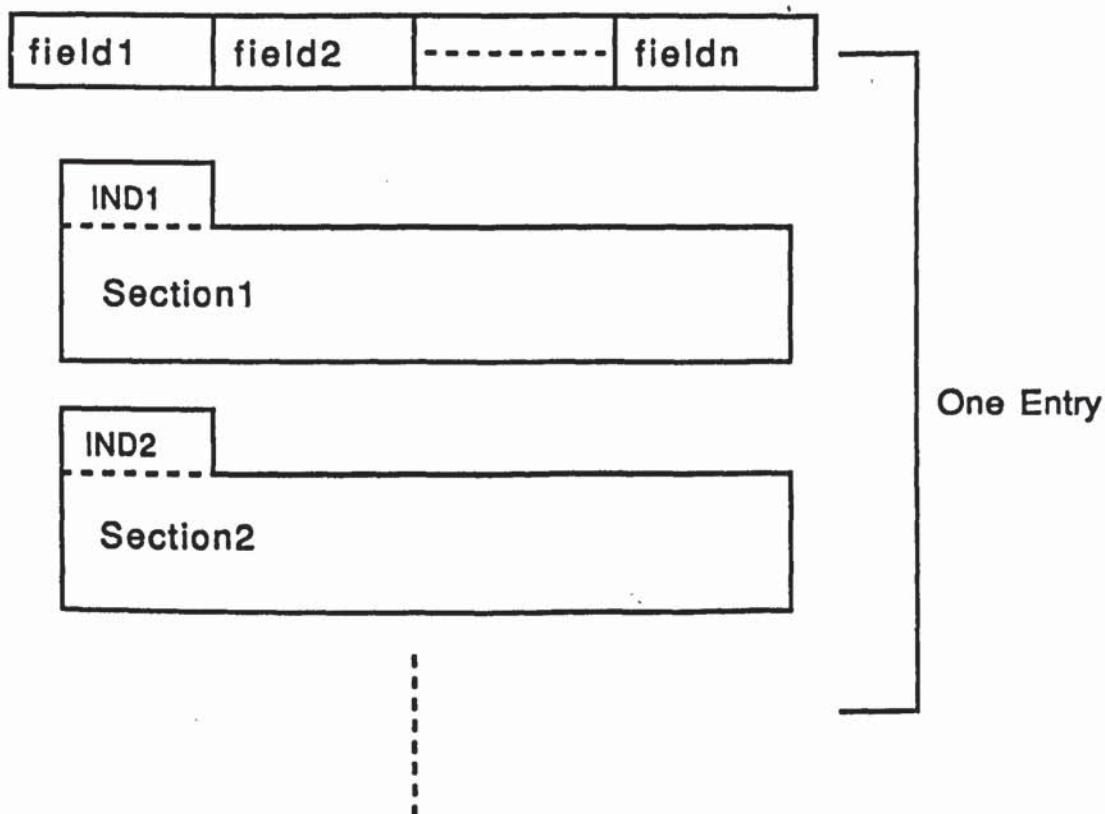 field1 field2 fieldn
IND1
Section1
One Entry
IND2
Section2